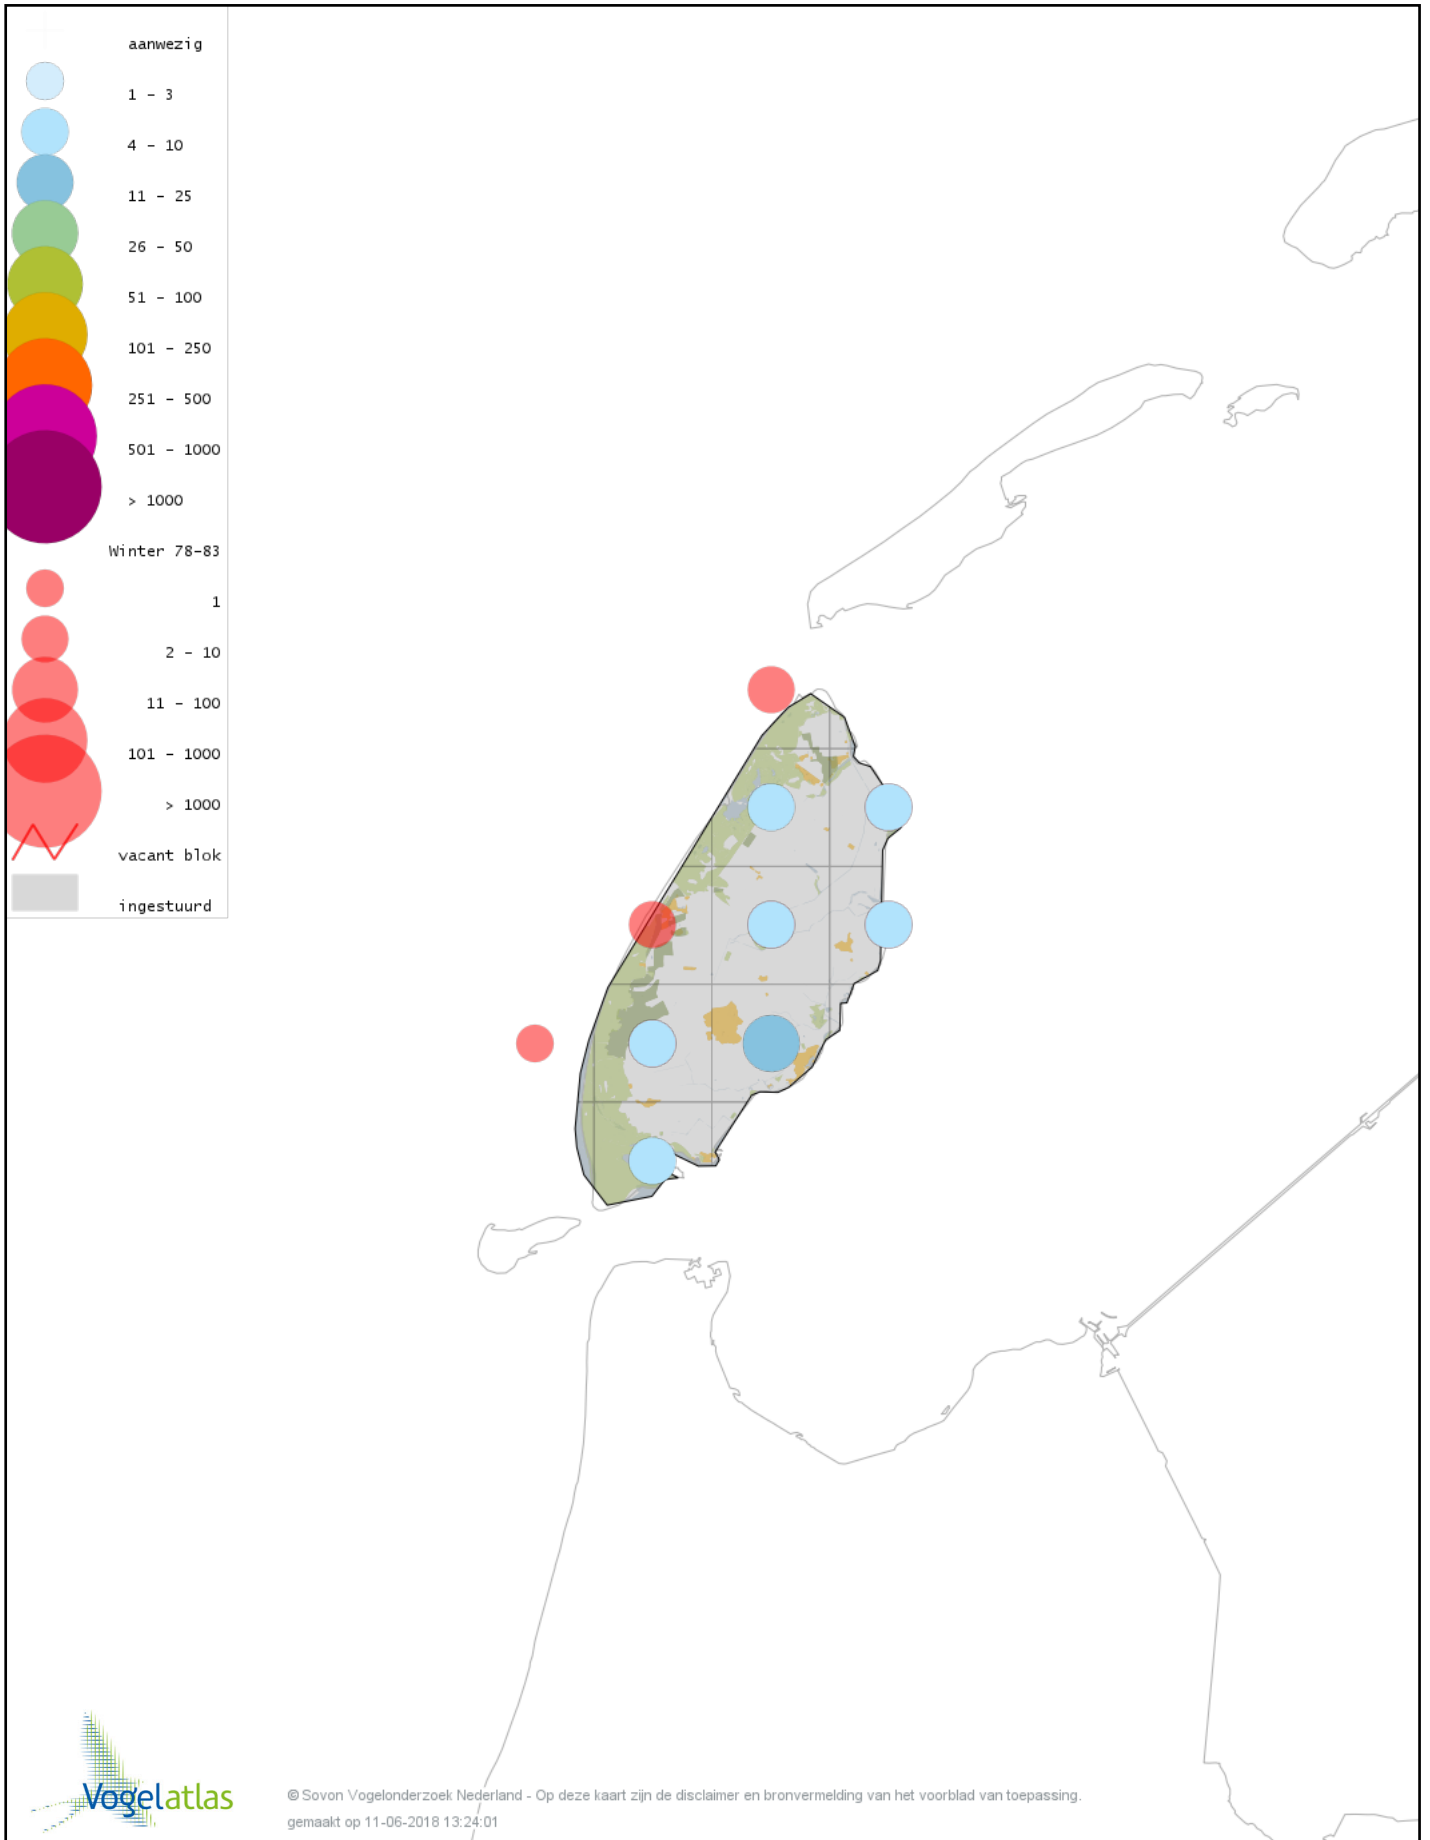 aanwezig
1 - 3
4 - 10
11 - 25
26 - 50
51 - 100
101 - 250
251 - 500
501 - 1000
> 1000
Winter 78-83
1
2 - 10
11 - 100
101 - 1000
> 1000
vacant blok
ingestuurd
Vogelatlas
© Sovon Vogelonderzoek Nederland - Op deze kaart zijn de disclaimer en bronvermelding van het voorblad van toepassing.
gemaakt op 11-06-2018 13:24:01